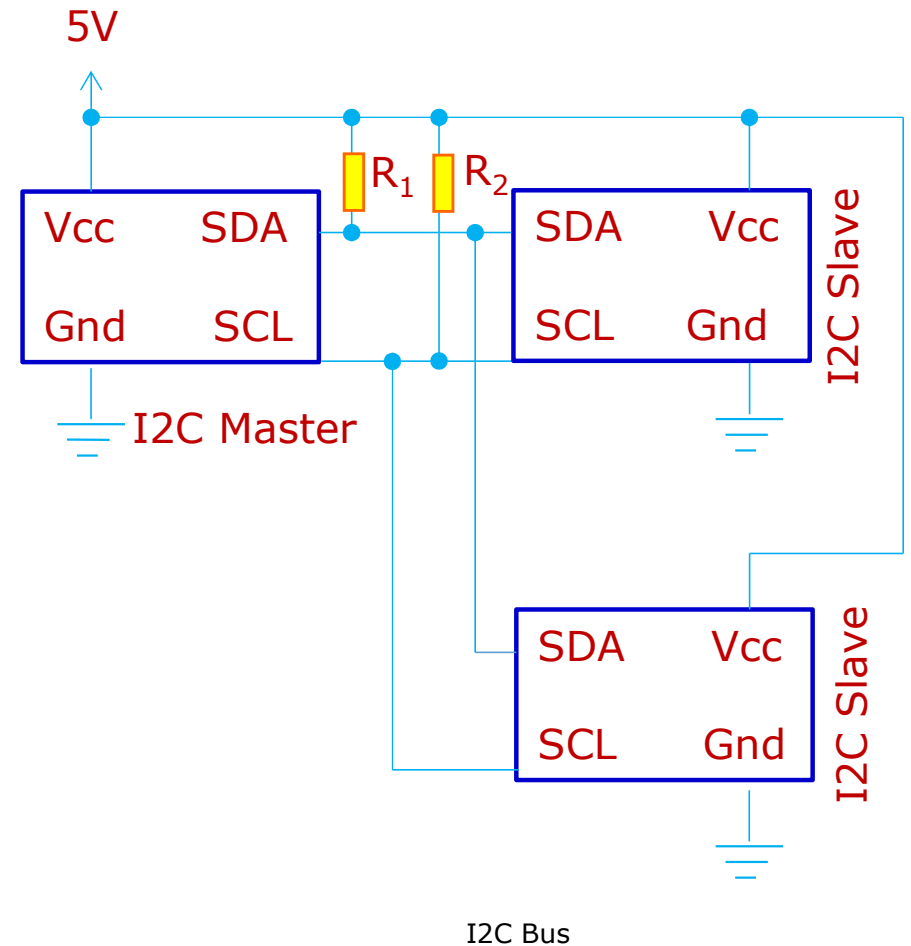 5V
R1 R2
Vcc SDA
Gnd SCL
I2C Master
SDA Vcc
SCL Gnd
I2C Slave
SDA Vcc
SCL Gnd
I2C Slave
I2C Bus